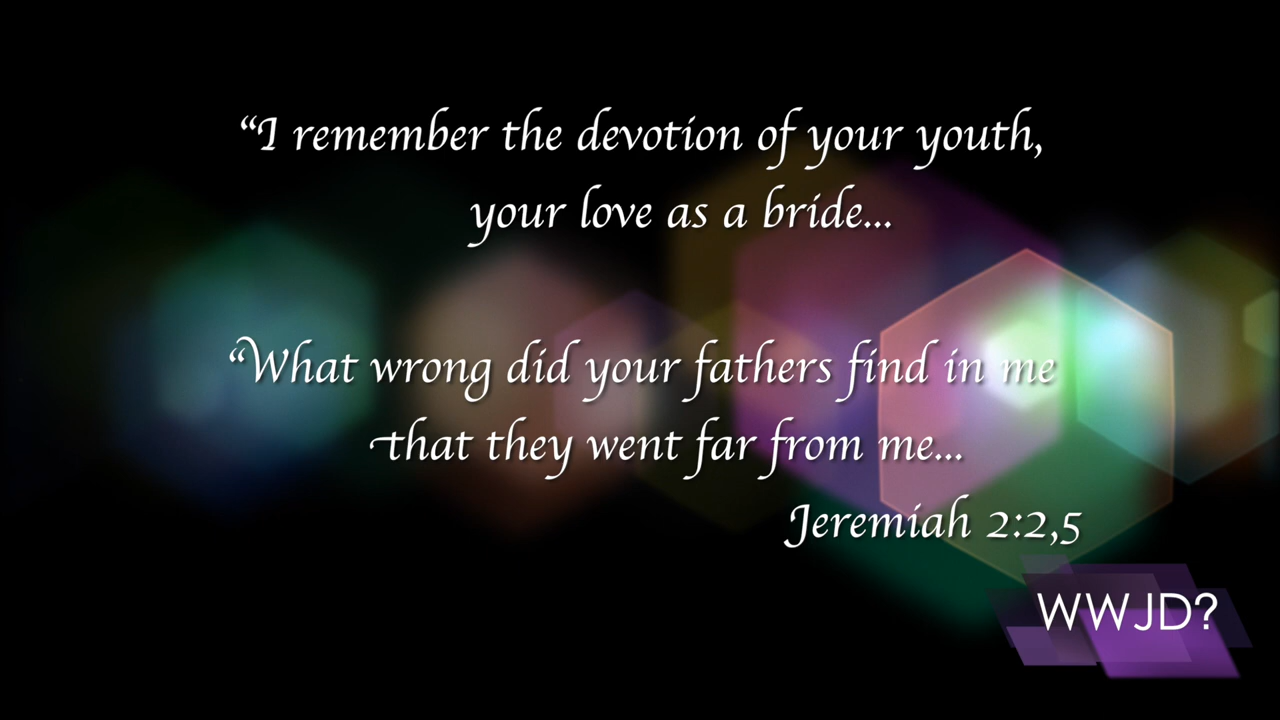 “I remember the devotion of your youth,
your love as a bride...
“What wrong did your fathers find in me
that they went far from me...
Jeremiah 2:2,5
WWJD?